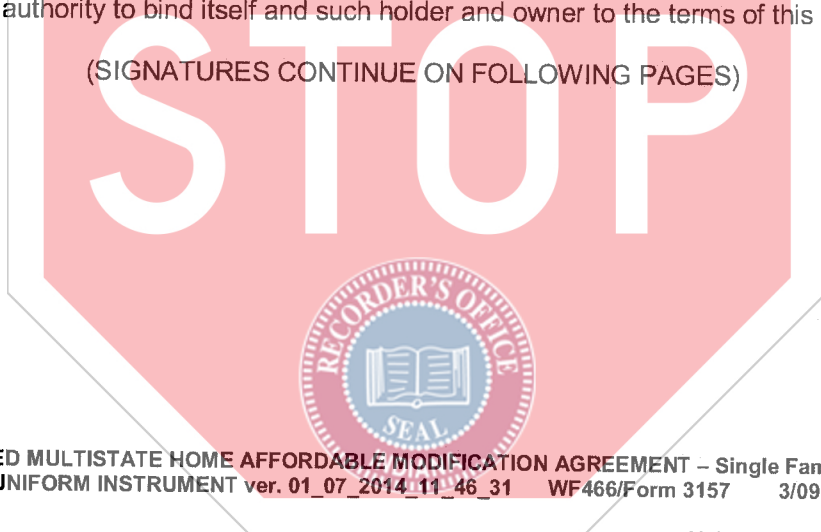 authority to bind itself and such holder and owner to the terms of this
(SIGNATURES CONTINUE ON FOLLOWING PAGES)
STOP
RECORDER'S OFFICE
SEAL
ED MULTISTATE HOME AFFORDABLE MODIFICATION AGREEMENT – Single Fam
UNIFORM INSTRUMENT ver. 01_07_2014_11_46_31 WF466/Form 3157 3/09